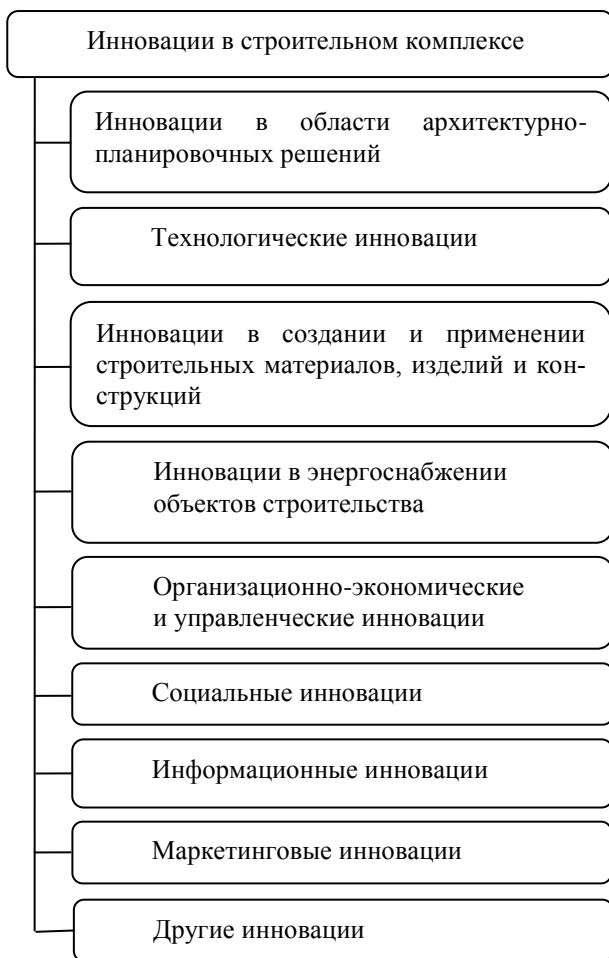 Инновации в строительном комплексе
Инновации в области архитектурно-
планировочных решений
Технологические инновации
Инновации в создании и применении
строительных материалов, изделий и кон-
струкций
Инновации в энергоснабжении
объектов строительства
Организационно-экономические
и управленческие инновации
Социальные инновации
Информационные инновации
Маркетинговые инновации
Другие инновации